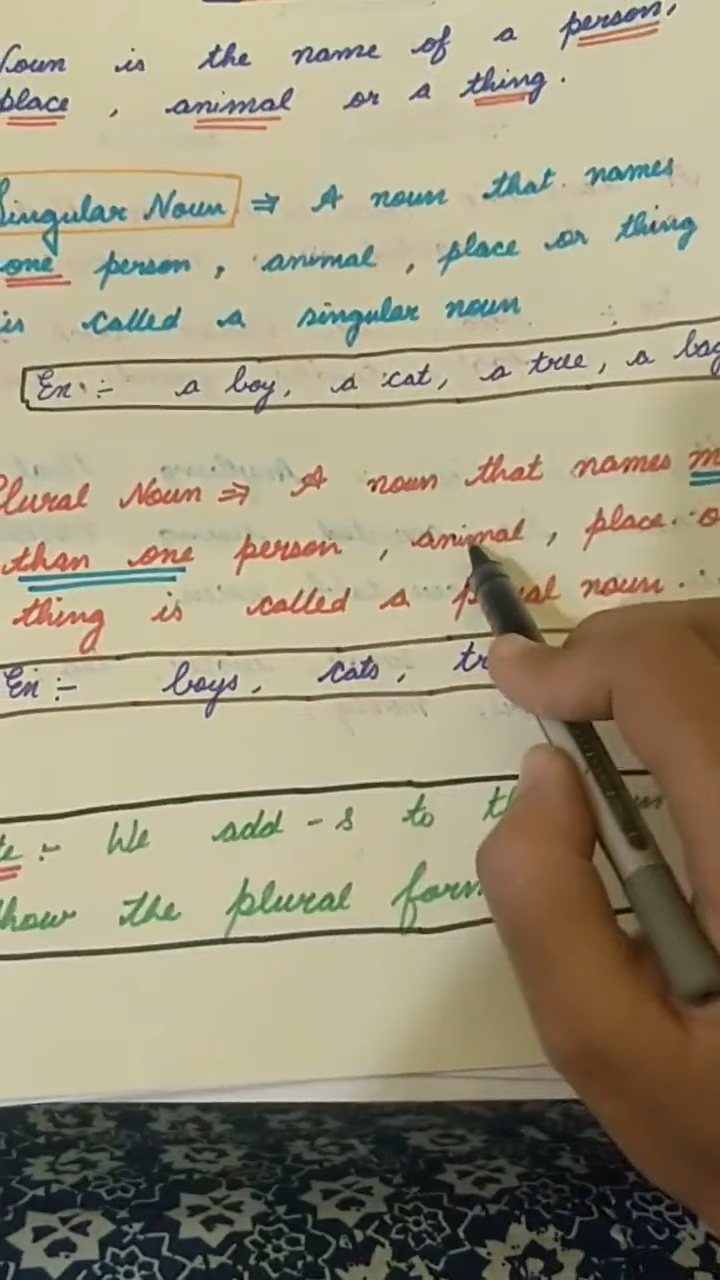 Noun is the name of a person,
place, animal or a thing.
Singular Noun ⇒ A noun that names
one person, animal, place or thing
is called a singular noun
Ex :- a boy, a cat, a tree, a bag
Plural Noun ⇒ A noun that names
than one person, animal, place
thing is called a plural noun.
Ex :- boys, cats,
We add -s to
the plural form